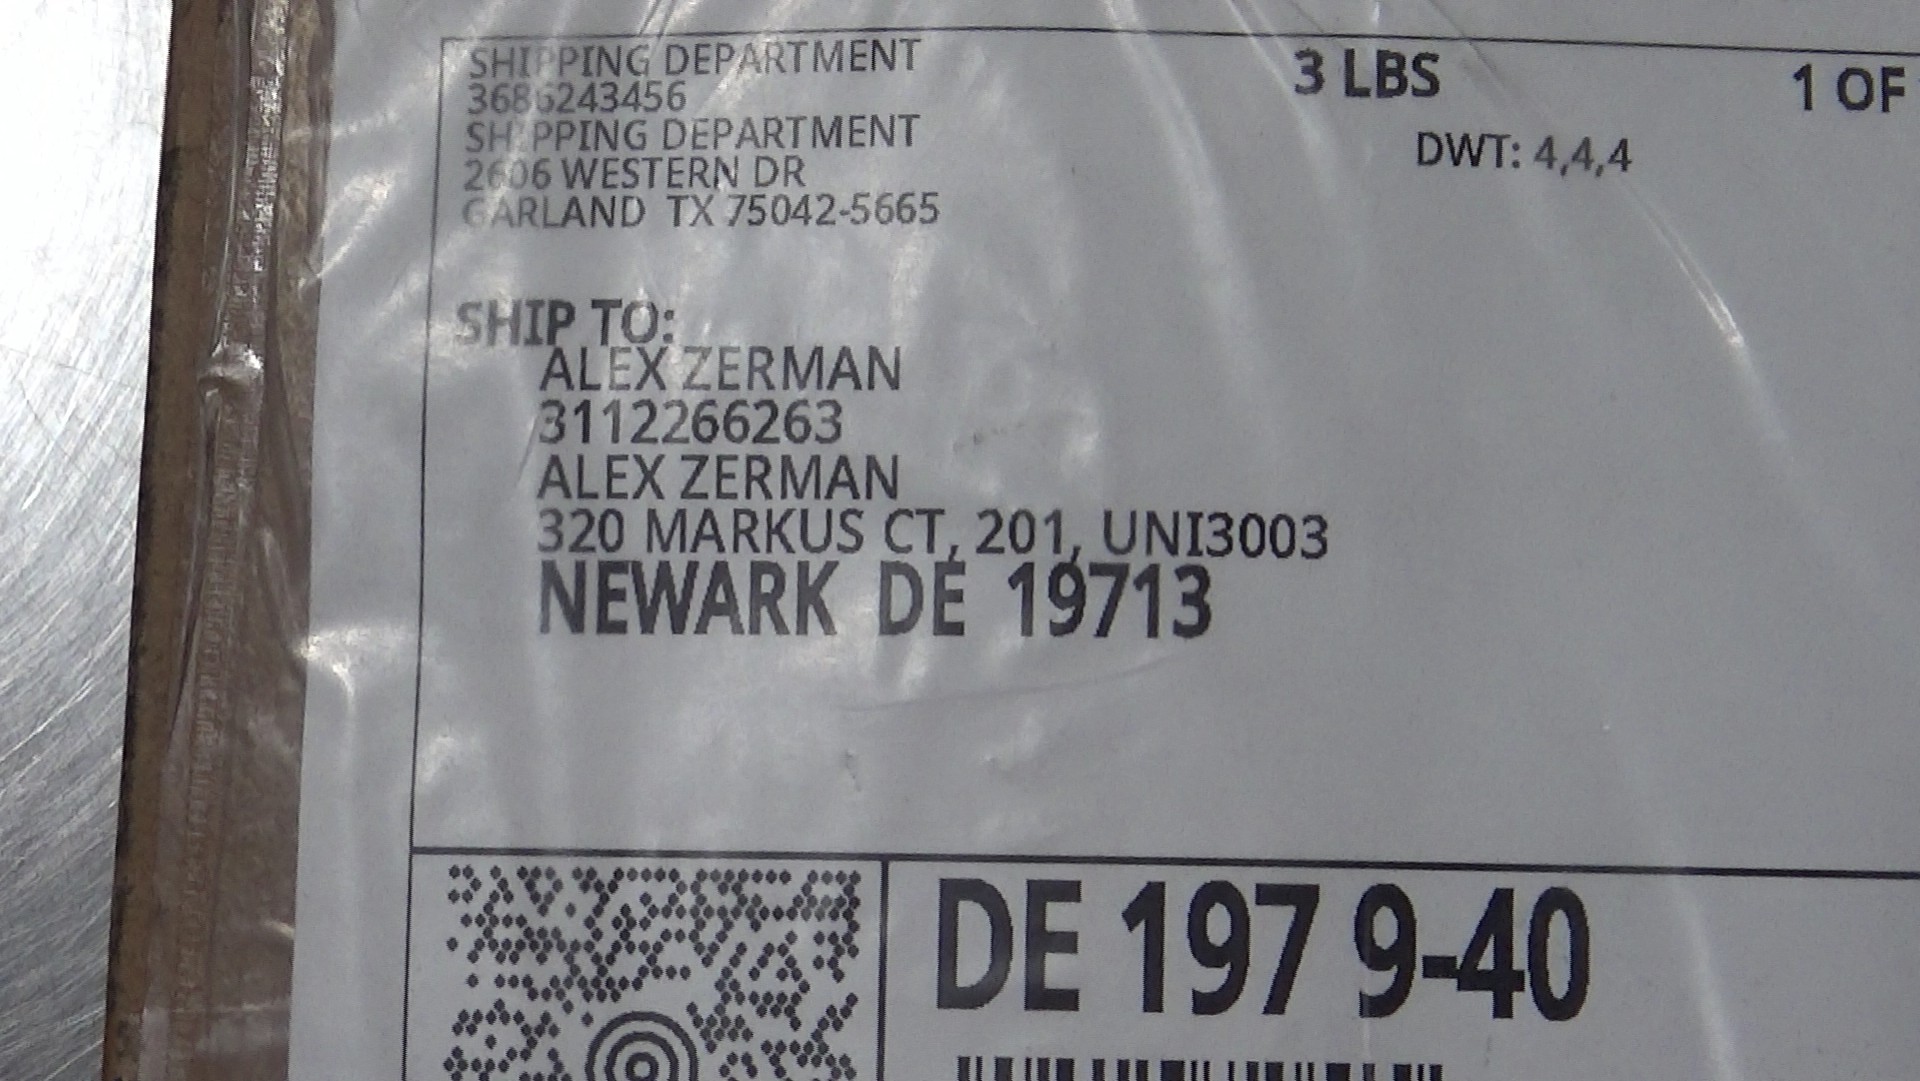 SHIPPING DEPARTMENT
3686243456
SHIPPING DEPARTMENT
2606 WESTERN DR
GARLAND TX 75042-5665
3 LBS
1 OF
DWT: 4,4,4
SHIP TO:
ALEX ZERMAN
3112266263
ALEX ZERMAN
320 MARKUS CT, 201, UNI3003
NEWARK DE 19713
DE 197 9-40